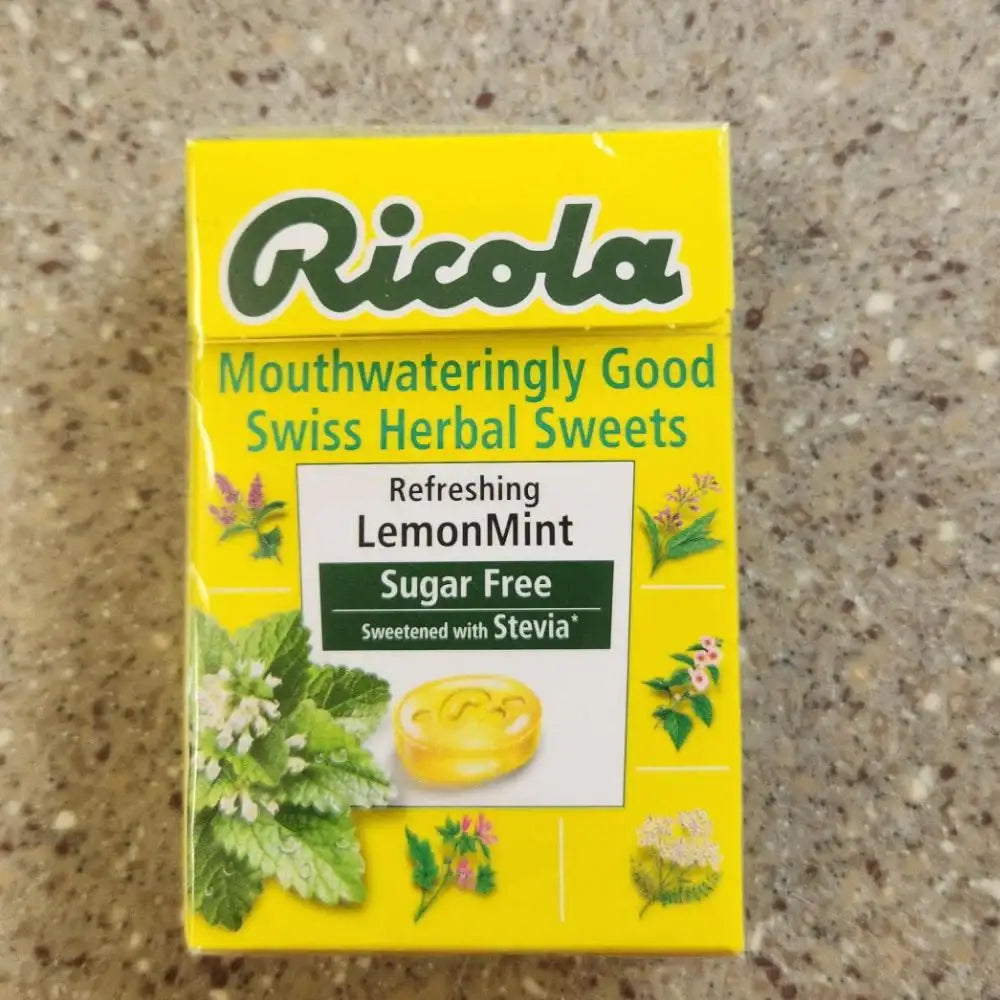 Ricola
Mouthwateringly Good
Swiss Herbal Sweets
Refreshing
LemonMint
Sugar Free
Sweetened with Stevia*